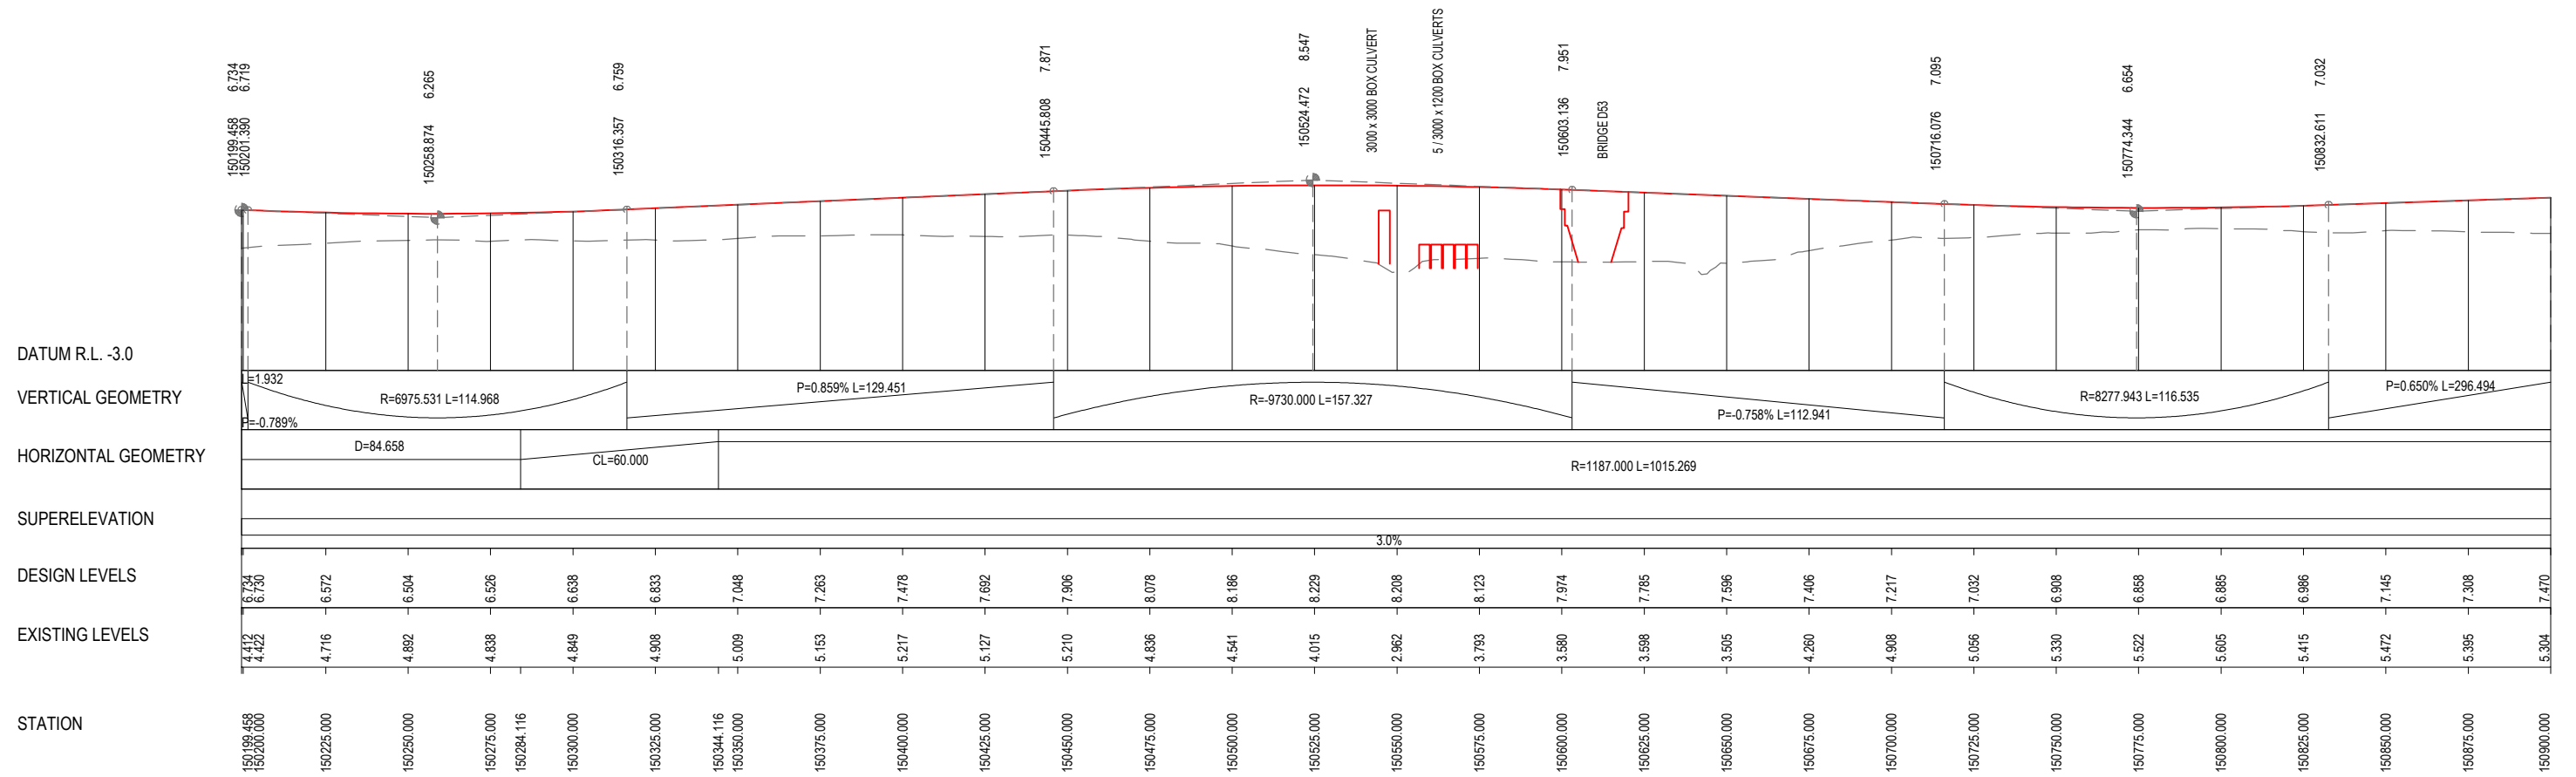 150199.458 6.734
150201.390 6.719
150258.874 6.265
150316.357 6.759
150445.808 7.871
150524.472 8.547
3000 x 3000 BOX CULVERT
5 / 3000 x 1200 BOX CULVERTS
150603.136 7.951
BRIDGE D53
150716.076 7.095
150774.344 6.654
150832.611 7.032
DATUM R.L. -3.0
VERTICAL GEOMETRY
L=1.932
P=-0.789%
R=6975.531 L=114.968
P=0.859% L=129.451
R=-9730.000 L=157.327
P=-0.758% L=112.941
R=8277.943 L=116.535
P=0.650% L=296.494
HORIZONTAL GEOMETRY
D=84.658
CL=60.000
R=1187.000 L=1015.269
SUPERELEVATION
3.0%
DESIGN LEVELS
6.734 6.730 6.572 6.504 6.526 6.638 6.833 7.048 7.263 7.478 7.692 7.906 8.078 8.186 8.229 8.208 8.123 7.974 7.785 7.596 7.406 7.217 7.032 6.908 6.858 6.885 6.986 7.145 7.308 7.470
EXISTING LEVELS
4.412 4.422 4.716 4.892 4.838 4.849 4.908 5.009 5.153 5.217 5.127 5.210 4.836 4.541 4.015 2.962 3.793 3.580 3.598 3.505 4.260 4.908 5.056 5.330 5.522 5.605 5.415 5.472 5.395 5.304
STATION
150199.458 150200.000 150225.000 150250.000 150275.000 150284.116 150300.000 150325.000 150344.116 150350.000 150375.000 150400.000 150425.000 150450.000 150475.000 150500.000 150525.000 150550.000 150575.000 150600.000 150625.000 150650.000 150675.000 150700.000 150725.000 150750.000 150775.000 150800.000 150825.000 150850.000 150875.000 150900.000